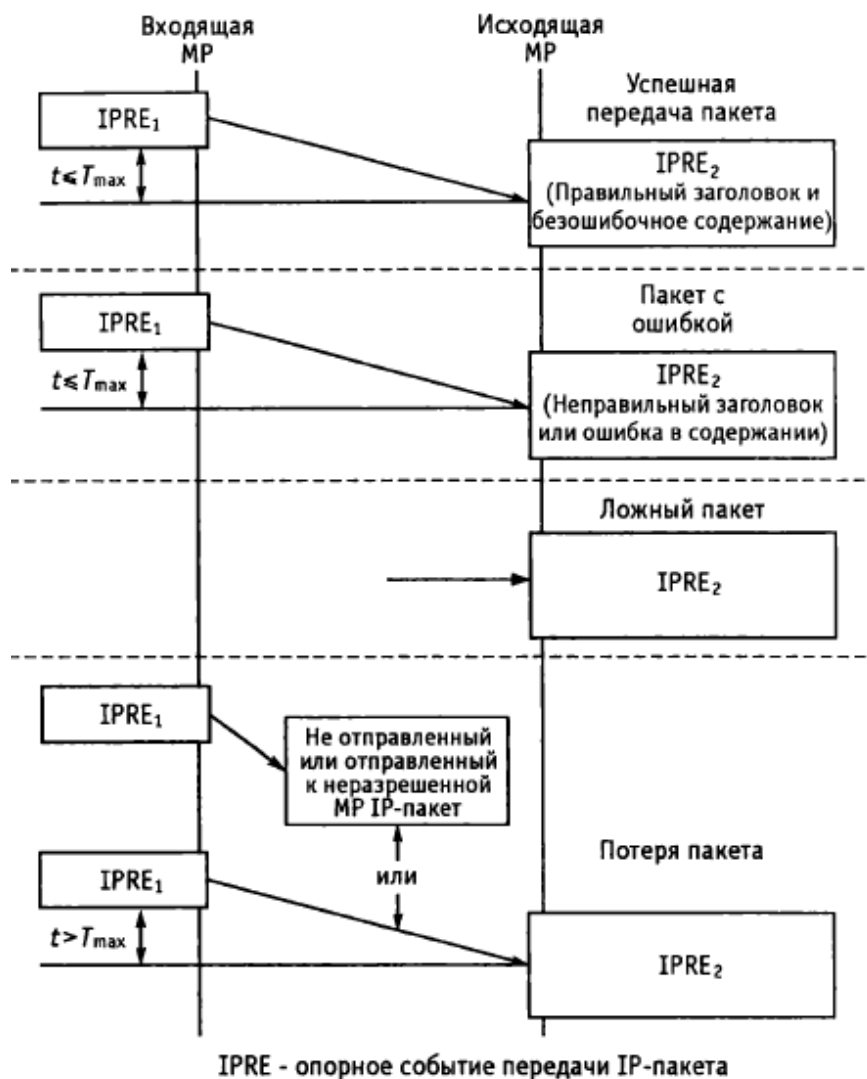 Входящая
МР
Исходящая
МР
Успешная
передача пакета
IPRE₁
t⩽Tmax
IPRE₂
(Правильный заголовок и
безошибочное содержание)
Пакет с
ошибкой
IPRE₁
t⩽Tmax
IPRE₂
(Неправильный заголовок
или ошибка в содержании)
Ложный пакет
IPRE₂
IPRE₁
Не отправленный
или отправленный
к неразрешенной
МР IP-пакет
или
Потеря пакета
IPRE₁
t>Tmax
IPRE₂
IPRE - опорное событие передачи IP-пакета